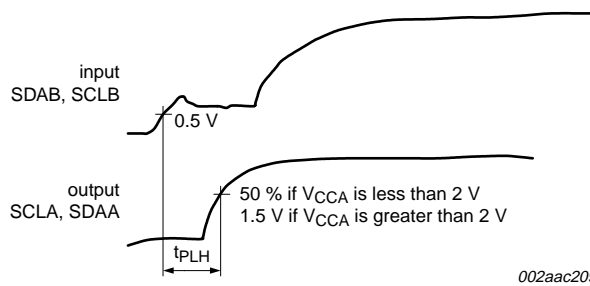 input
SDAB, SCLB
0.5 V
output
SCLA, SDAA
50 % if VCCA is less than 2 V
1.5 V if VCCA is greater than 2 V
tPLH
002aac205